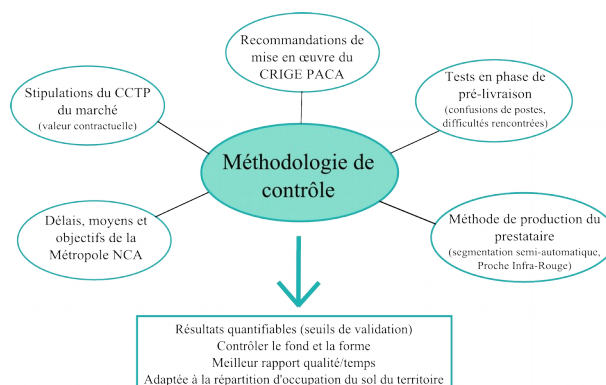 Recommandations de
mise en œuvre du
CRIGE PACA
Stipulations du CCTP
du marché
(valeur contractuelle)
Tests en phase de
pré-livraison
(confusions de postes,
difficultés rencontrées)
Méthodologie de
contrôle
Délais, moyens et
objectifs de la
Métropole NCA
Méthode de production du
prestataire
(segmentation semi-automatique,
Proche Infra-Rouge)
Résultats quantifiables (seuils de validation)
Contrôler le fond et la forme
Meilleur rapport qualité/temps
Adaptée à la répartition d'occupation du sol du territoire